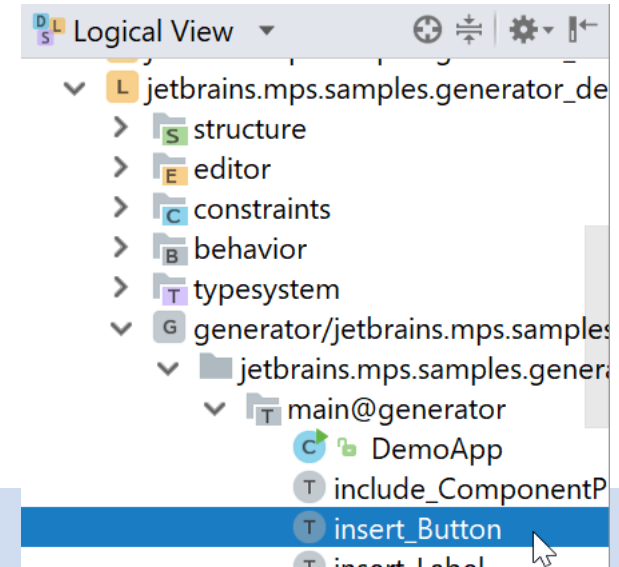 Logical View
jetbrains.mps.samples.generator_de
structure
editor
constraints
behavior
typesystem
generator/jetbrains.mps.samples
jetbrains.mps.samples.genera
main@generator
DemoApp
include_ComponentP
insert_Button
insert_Label